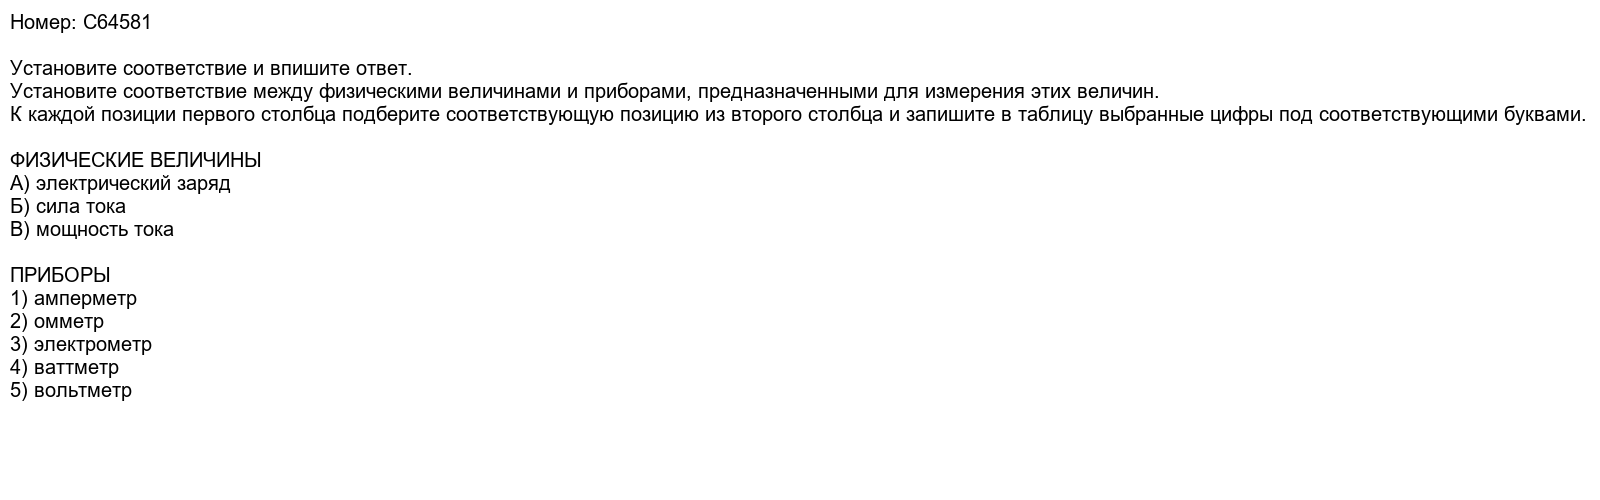 Номер: C64581
Установите соответствие и впишите ответ.
Установите соответствие между физическими величинами и приборами, предназначенными для измерения этих величин.
К каждой позиции первого столбца подберите соответствующую позицию из второго столбца и запишите в таблицу выбранные цифры под соответствующими буквами.
ФИЗИЧЕСКИЕ ВЕЛИЧИНЫ
А) электрический заряд
Б) сила тока
В) мощность тока
ПРИБОРЫ
1) амперметр
2) омметр
3) электрометр
4) ваттметр
5) вольтметр